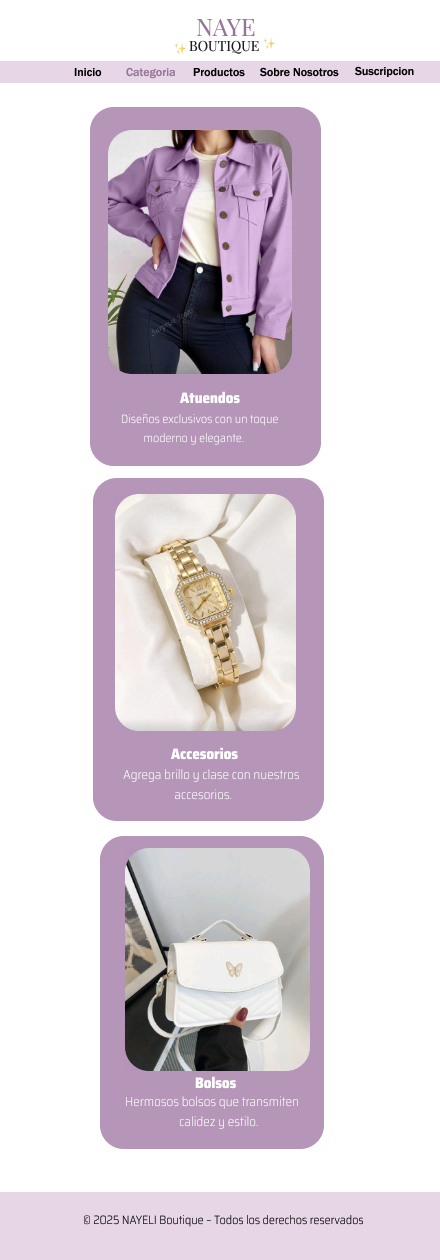 NAYE
BOUTIQUE
Inicio Categoria Productos Sobre Nosotros Suscripcion
Atuendos
Diseños exclusivos con un toque
moderno y elegante.
Accesorios
Agrega brillo y clase con nuestros
accesorios.
Bolsos
Hermosos bolsos que transmiten
calidez y estilo.
© 2025 NAYELI Boutique – Todos los derechos reservados